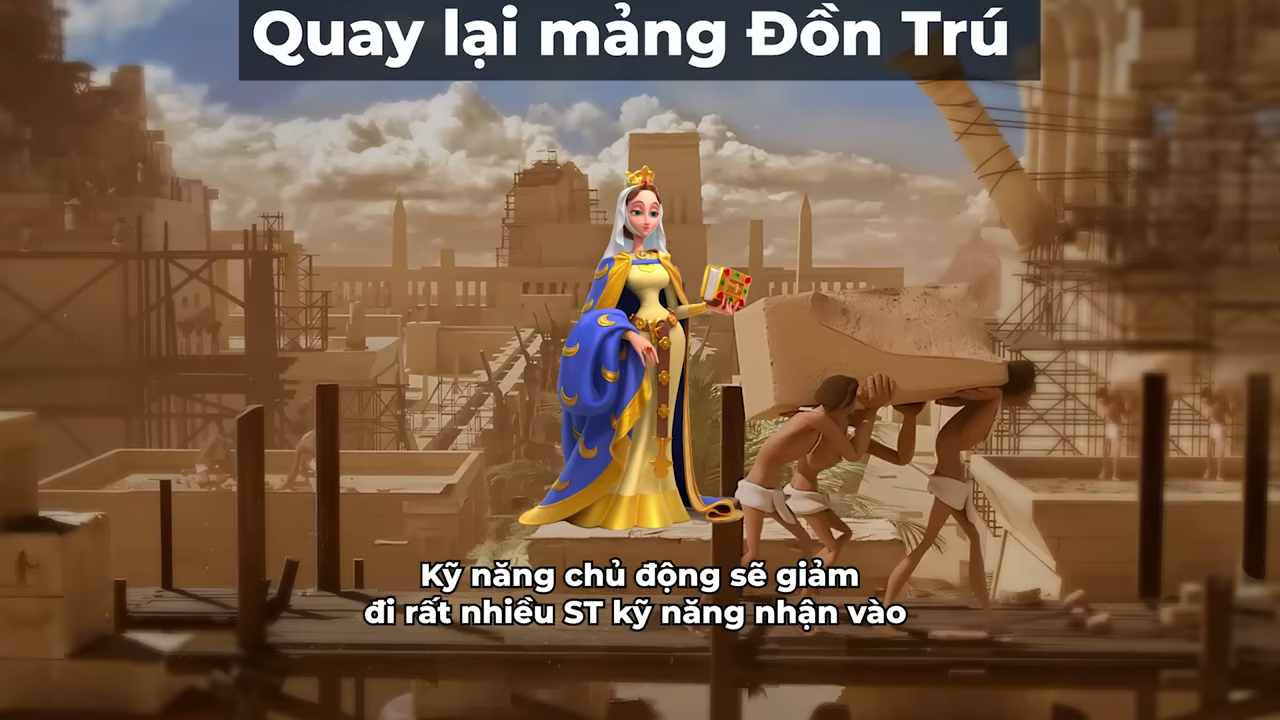 Quay lại mảng Đồn Trú
Kỹ năng chủ động sẽ giảm
đi rất nhiều ST kỹ năng nhận vào